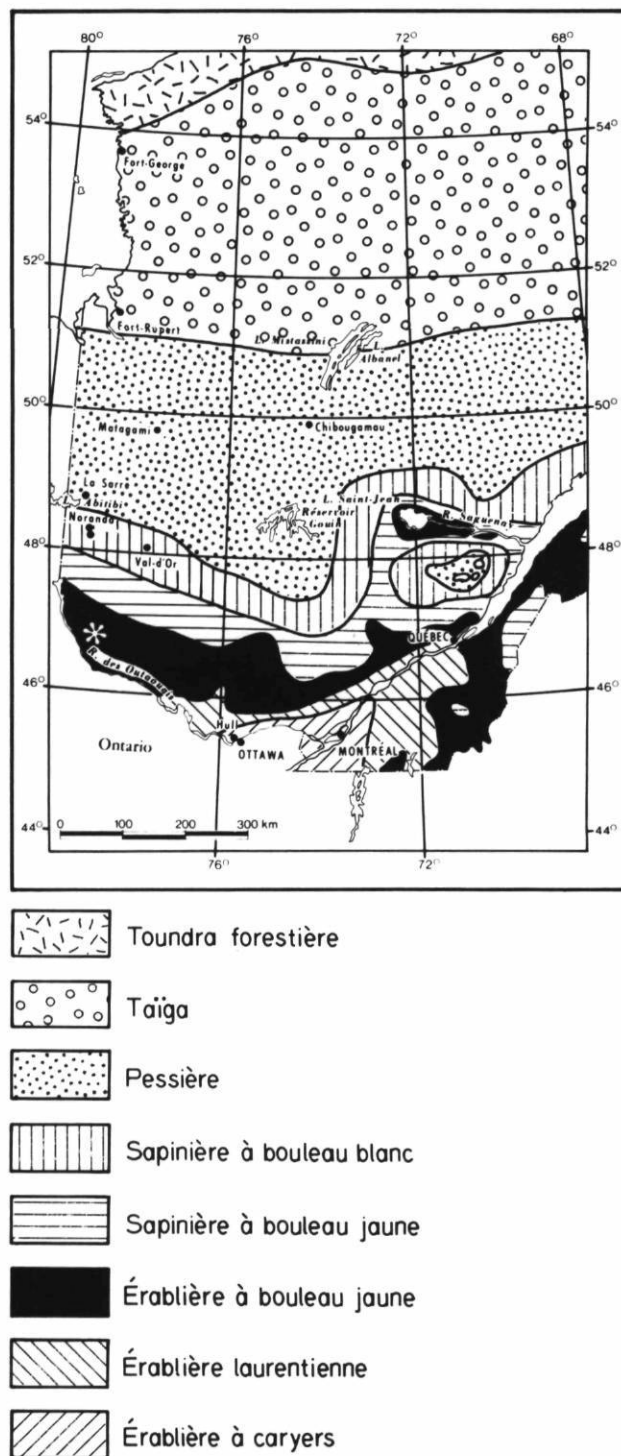 80° 76° 72° 68°
54° 54°
Fort-George
52° 52°
Fort-Rupert
L. Mistassini
L. Albanel
50° 50°
Matagami
Chibougamau
La Sarre
L. Abitibi
L. Saint-Jean
Réservoir
Gouin
R. Saguenay
Noranda
48° 48°
Val-d'Or
QUÉBEC
R. des Outaouais
46° 46°
Hull
Ontario
OTTAWA
MONTRÉAL
0 100 200 300 km
44° 44°
76° 72°
Toundra forestière
Taïga
Pessière
Sapinière à bouleau blanc
Sapinière à bouleau jaune
Érablière à bouleau jaune
Érablière laurentienne
Érablière à caryers